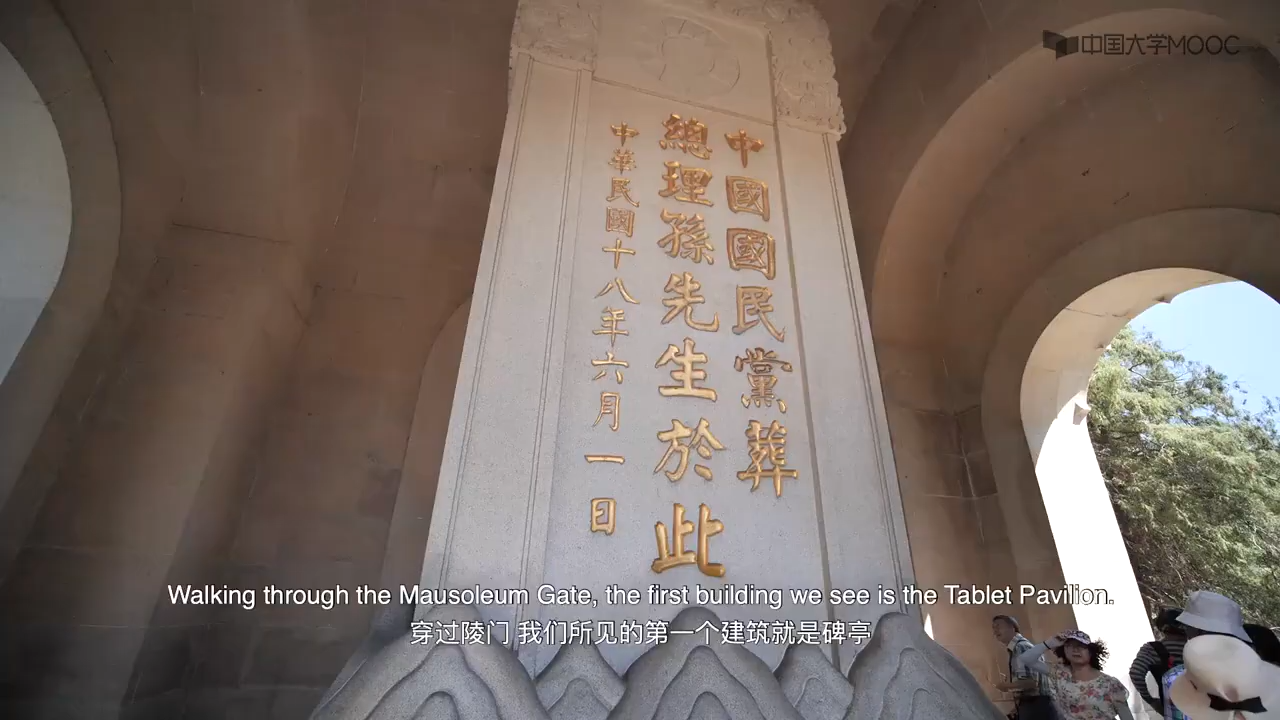 中国大学MOOC
中國國民黨葬
總理孫先生於此
中華民國十八年六月一日
Walking through the Mausoleum Gate, the first building we see is the Tablet Pavilion.
穿过陵门 我们所见的第一个建筑就是碑亭